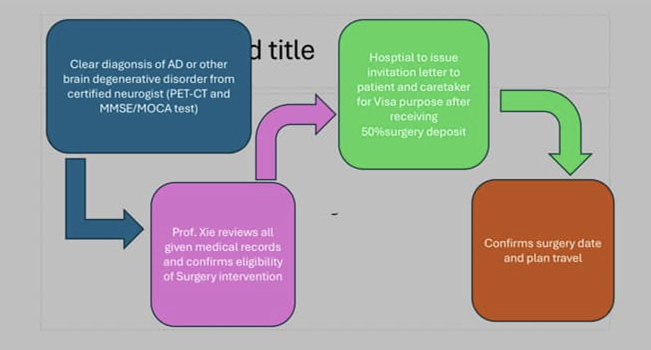 Clear diagonsis of AD or other
brain degenerative disorder from
certified neurogist (PET-CT and
MMSE/MOCA test)
d title
Prof. Xie reviews all
given medical records
and confirms eligibility
of Surgery intervention
Hosptial to issue
invitation letter to
patient and caretaker
for Visa purpose after
receiving
50%surgery deposit
Confirms surgery date
and plan travel